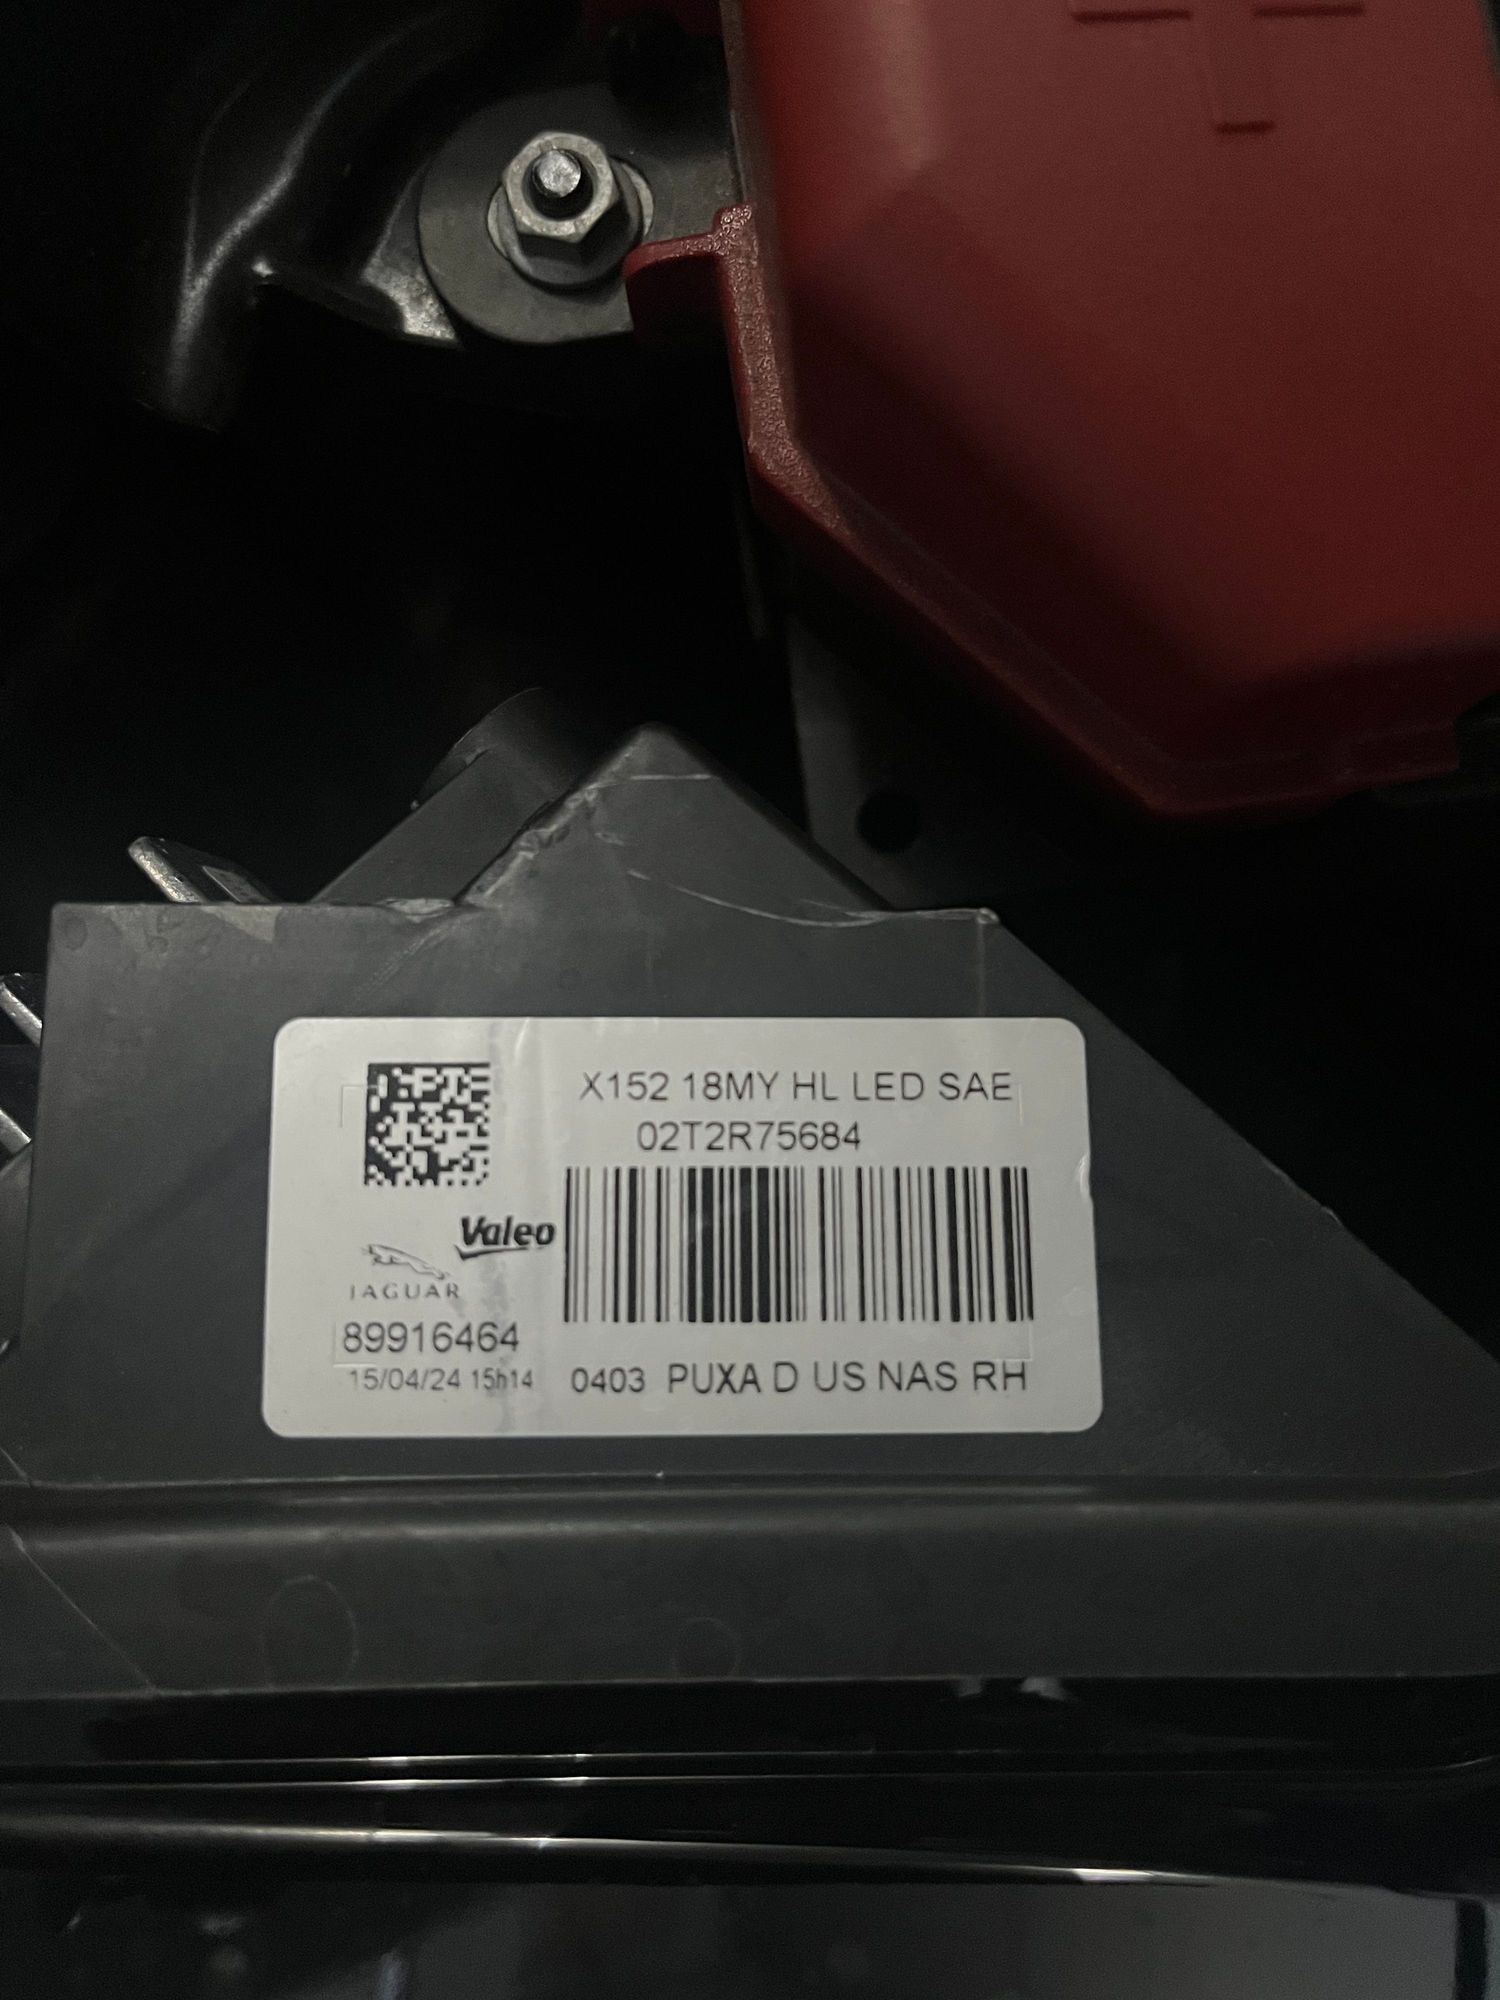 X152 18MY HL LED SAE
02T2R75684
Valeo
JAGUAR
89916464
15/04/24 15h14
0403 PUXA D US NAS RH